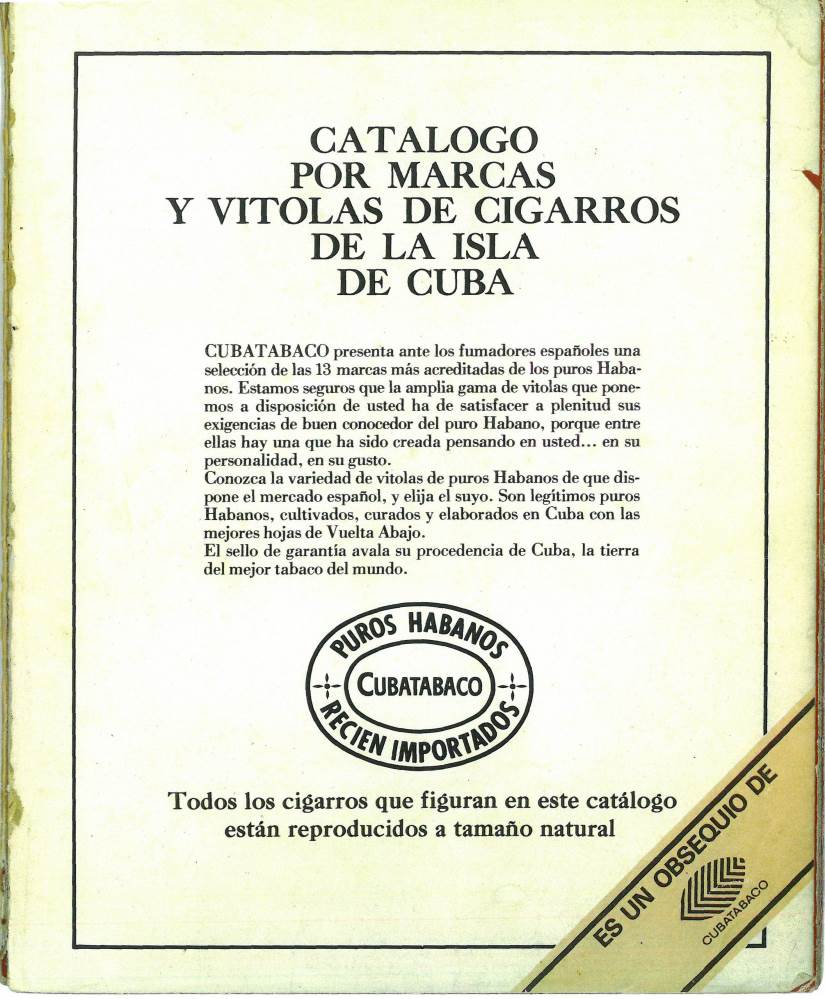 CATALOGO
POR MARCAS
Y VITOLAS DE CIGARROS
DE LA ISLA
DE CUBA
CUBATABACO presenta ante los fumadores españoles una
selección de las 13 marcas más acreditadas de los puros Haba-
nos. Estamos seguros que la amplia gama de vitolas que pone-
mos a disposición de usted ha de satisfacer a plenitud sus
exigencias de buen conocedor del puro Habano, porque entre
ellas hay una que ha sido creada pensando en usted... en su
personalidad, en su gusto.
Conozca la variedad de vitolas de puros Habanos de que dis-
pone el mercado español, y elija el suyo. Son legítimos puros
Habanos, cultivados, curados y elaborados en Cuba con las
mejores hojas de Vuelta Abajo.
El sello de garantía avala su procedencia de Cuba, la tierra
del mejor tabaco del mundo.
PUROS HABANOS
CUBATABACO
RECIEN IMPORTADOS
Todos los cigarros que figuran en este catálogo
están reproducidos a tamaño natural
ES UN OBSEQUIO DE
CUBATABACO